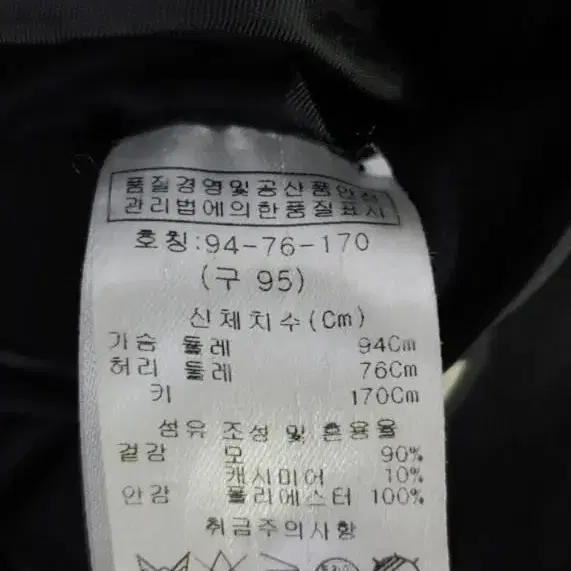 품질경영및공산품안전
관리법에의한품질표시
호칭:94-76-170
(구 95)
신체치수(Cm)
가슴 둘레 94Cm
허리 둘레 76Cm
키 170Cm
섬유 조성 및 혼용율
겉감 모 90%
캐시미어 10%
안감 폴리에스터 100%
취급주의사항